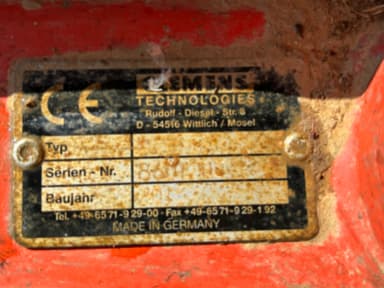 CE
TECHNOLOGIES
Rudolf - Diesel - Str. 8
D - 54516 Wittlich / Mosel
Typ
Serien - Nr.
Baujahr
Tel. +49-6571-929-00 · Fax +49-6571-929-192
MADE IN GERMANY